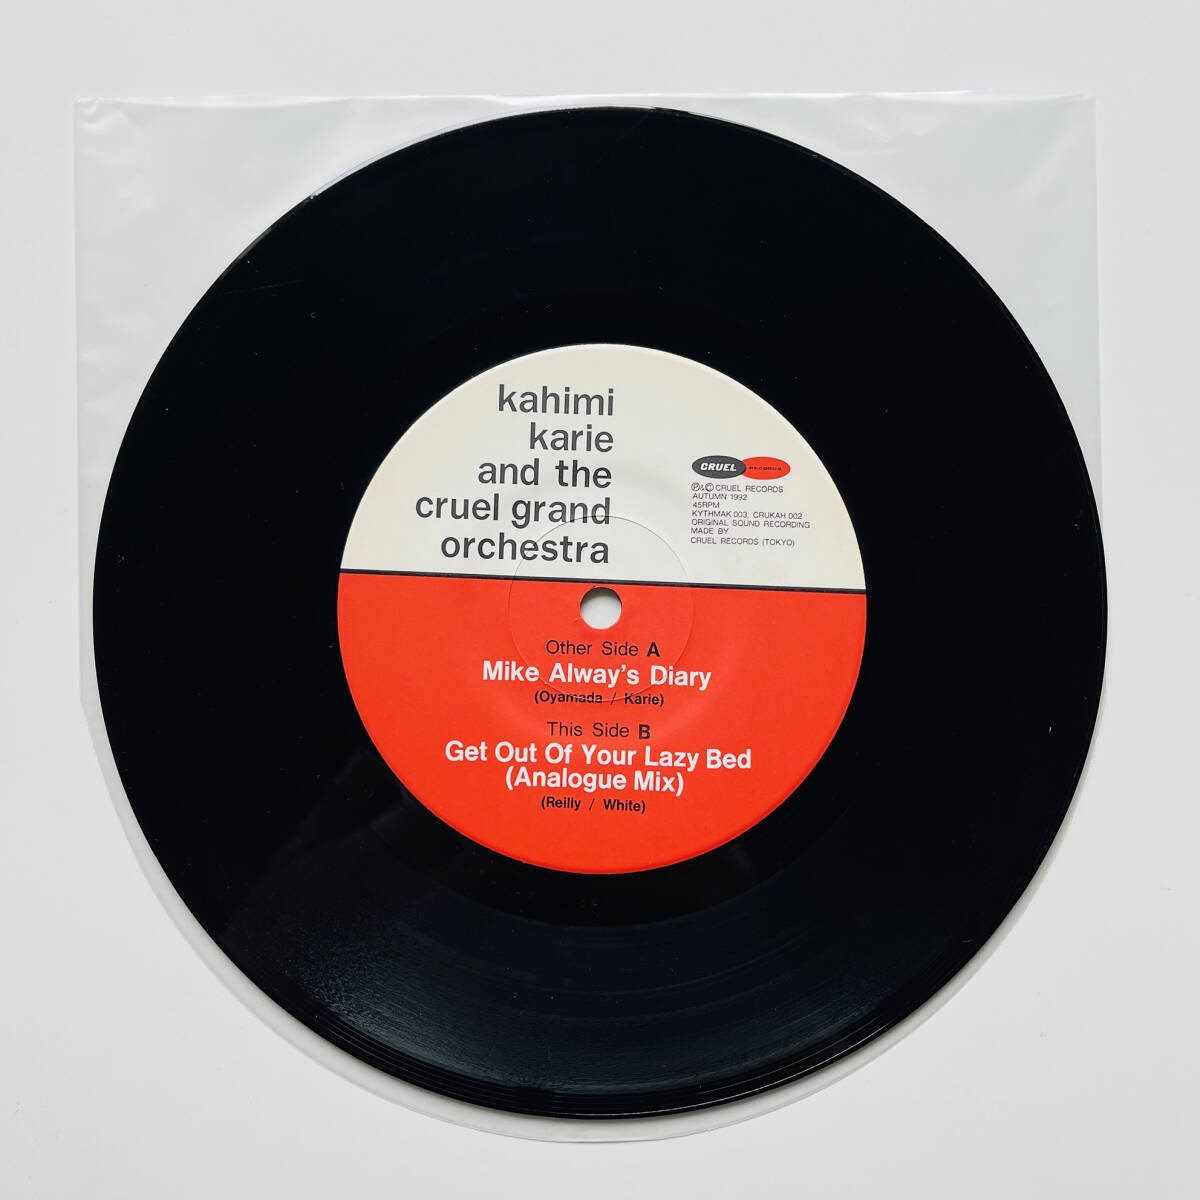 kahimi
karie
and the
cruel grand
orchestra
CRUEL RECORDS
℗&© CRUEL RECORDS
AUTUMN 1992
45RPM
KYTHMAK 003, CRUKAH 002
ORIGINAL SOUND RECORDING
MADE BY
CRUEL RECORDS (TOKYO)
Other Side A
Mike Alway's Diary
(Oyamada / Karie)
This Side B
Get Out Of Your Lazy Bed
(Analogue Mix)
(Reilly / White)